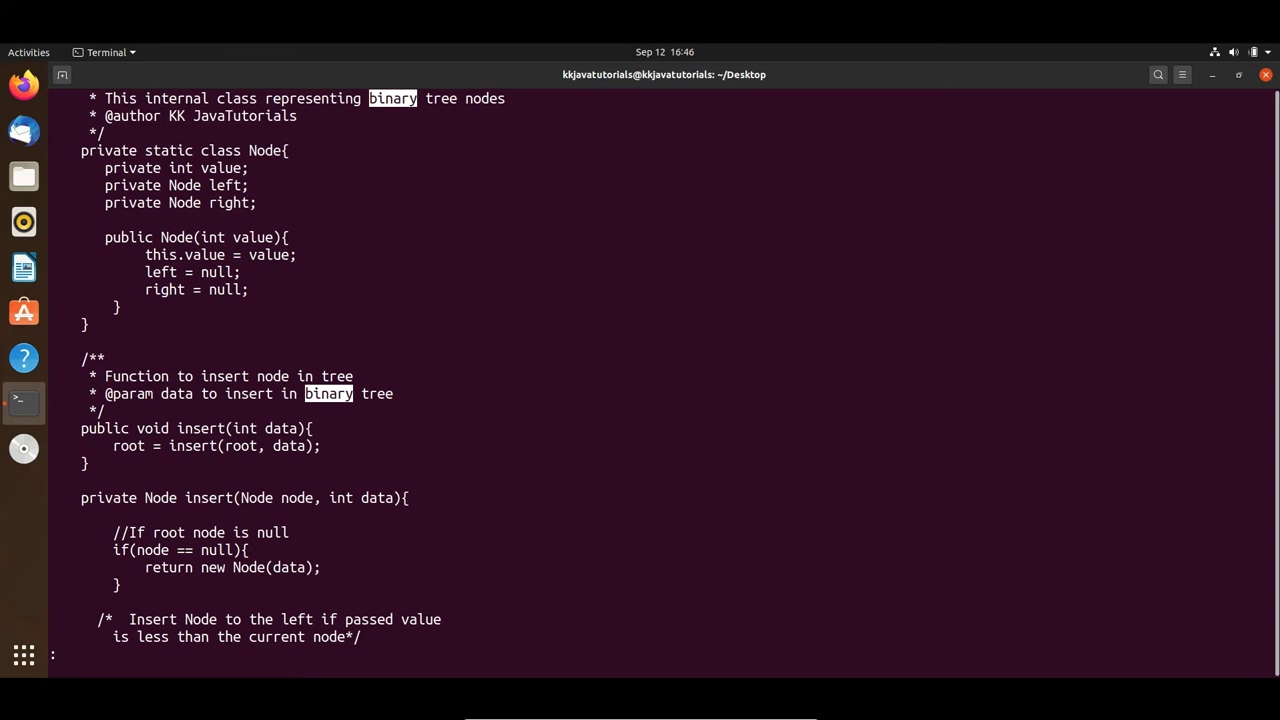 Activities
Terminal
Sep 12 16:46
kkjavatutorials@kkjavatutorials: ~/Desktop
* This internal class representing binary tree nodes
* @author KK JavaTutorials
*/
private static class Node{
private int value;
private Node left;
private Node right;
public Node(int value){
this.value = value;
left = null;
right = null;
}
}
/**
* Function to insert node in tree
* @param data to insert in binary tree
*/
public void insert(int data){
root = insert(root, data);
}
private Node insert(Node node, int data){
//If root node is null
if(node == null){
return new Node(data);
}
/* Insert Node to the left if passed value
is less than the current node*/
: